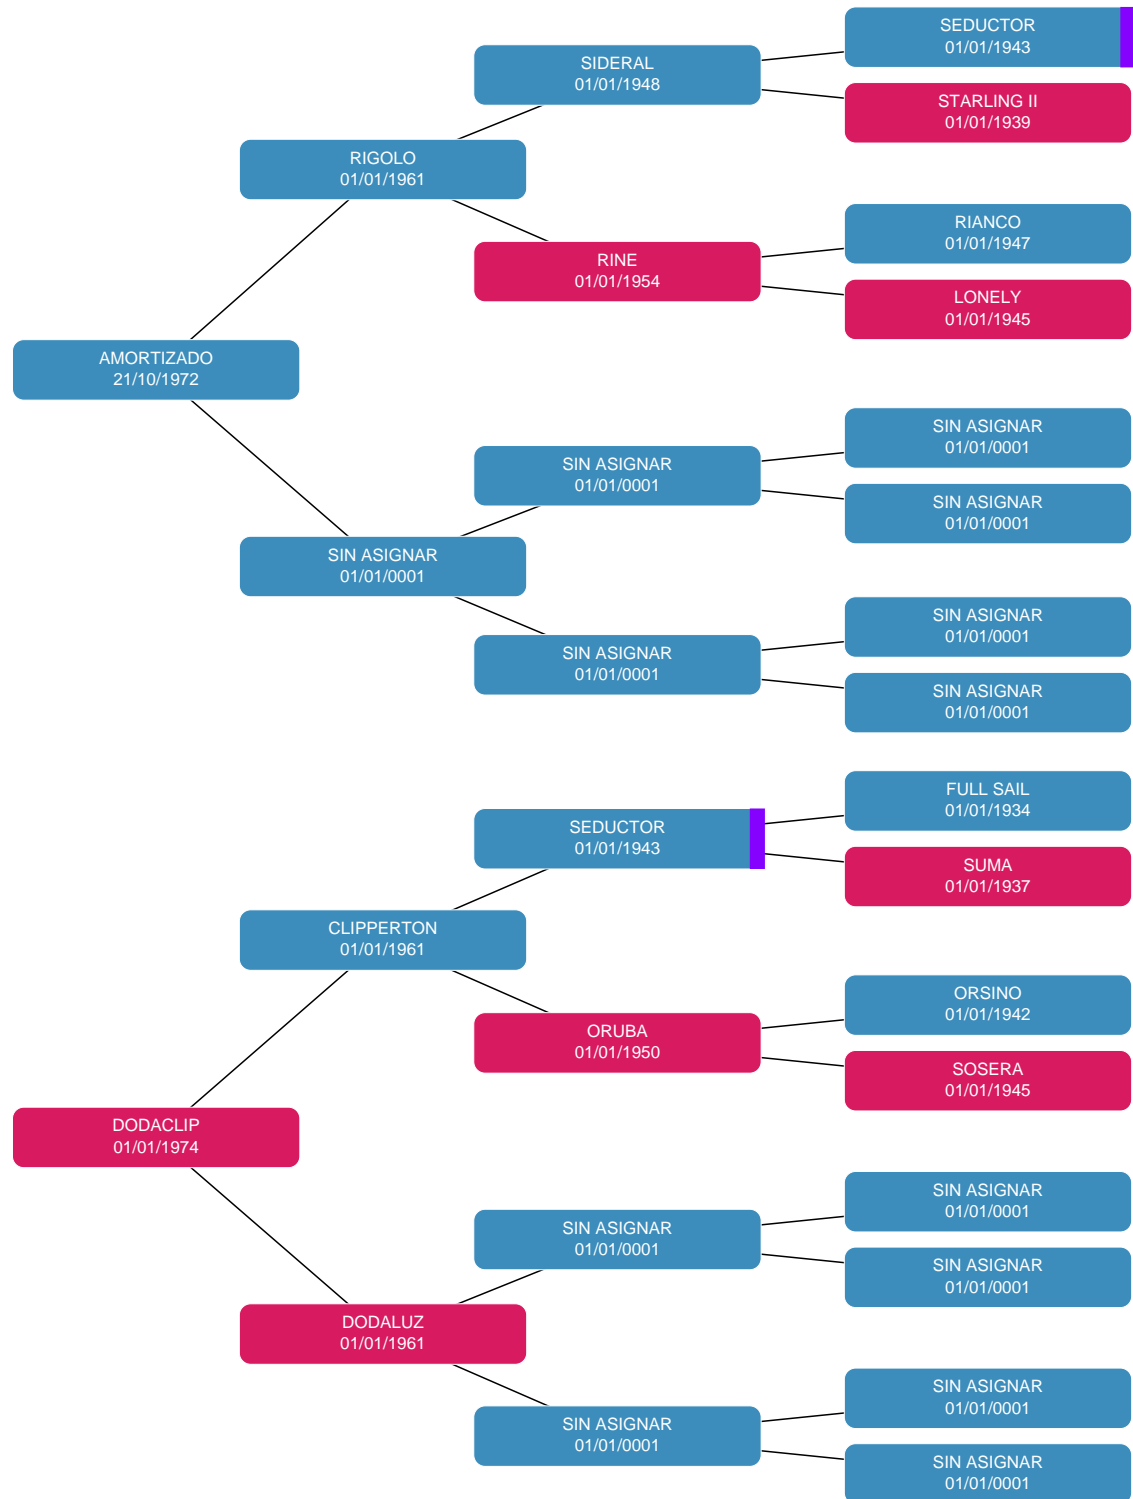 SEDUCTOR
01/01/1943
SIDERAL
01/01/1948
STARLING II
01/01/1939
RIGOLO
01/01/1961
RIANCO
01/01/1947
RINE
01/01/1954
LONELY
01/01/1945
AMORTIZADO
21/10/1972
SIN ASIGNAR
01/01/0001
SIN ASIGNAR
01/01/0001
SIN ASIGNAR
01/01/0001
SIN ASIGNAR
01/01/0001
SIN ASIGNAR
01/01/0001
SIN ASIGNAR
01/01/0001
SIN ASIGNAR
01/01/0001
FULL SAIL
01/01/1934
SEDUCTOR
01/01/1943
SUMA
01/01/1937
CLIPPERTON
01/01/1961
ORSINO
01/01/1942
ORUBA
01/01/1950
SOSERA
01/01/1945
DODACLIP
01/01/1974
SIN ASIGNAR
01/01/0001
SIN ASIGNAR
01/01/0001
SIN ASIGNAR
01/01/0001
DODALUZ
01/01/1961
SIN ASIGNAR
01/01/0001
SIN ASIGNAR
01/01/0001
SIN ASIGNAR
01/01/0001